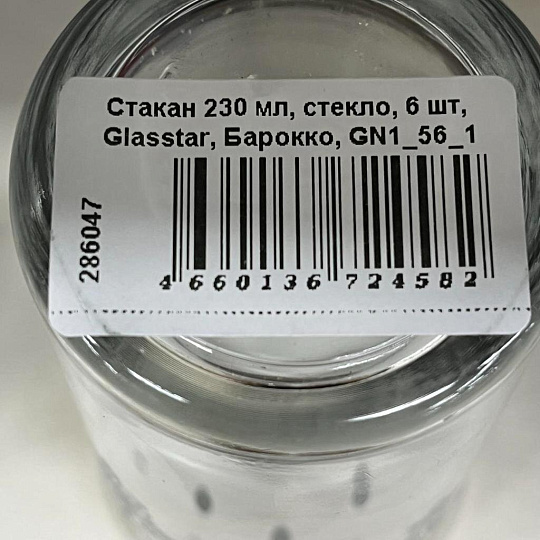 Стакан 230 мл, стекло, 6 шт,
Glasstar, Барокко, GN1_56_1
286047
4 660136 724582